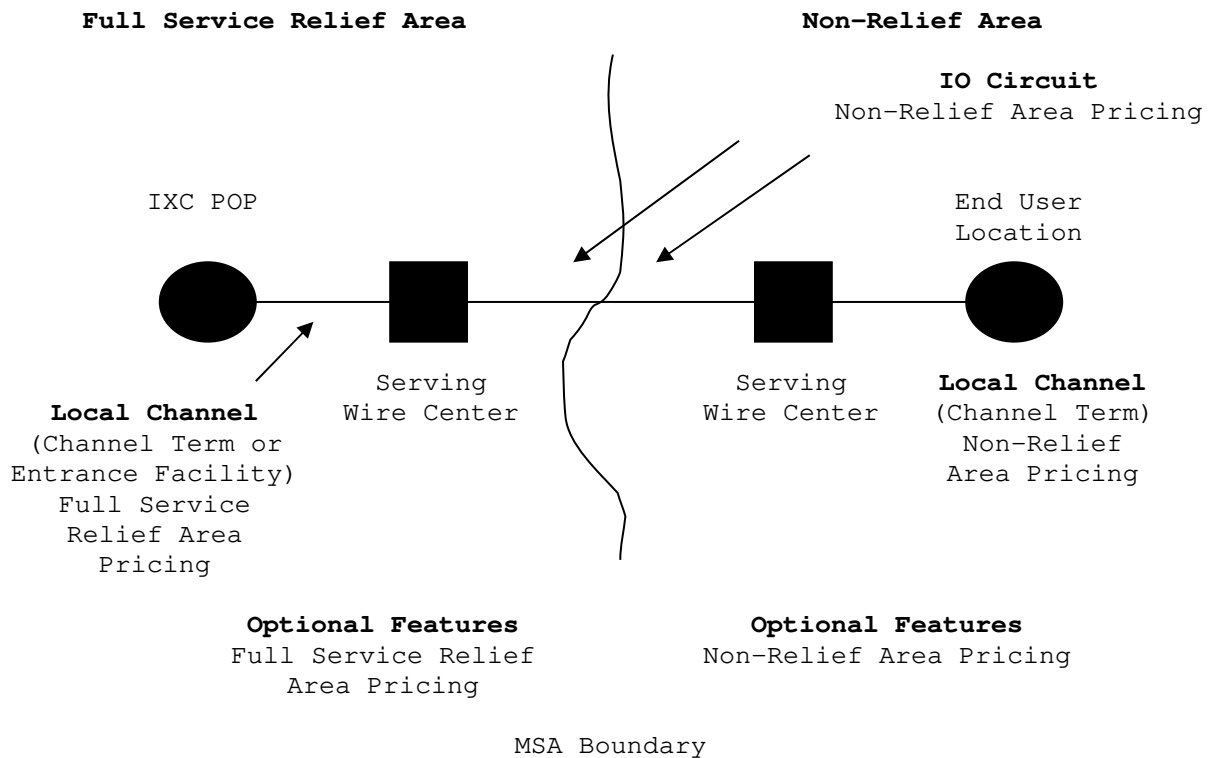 Full Service Relief Area
Non-Relief Area
IO Circuit
Non-Relief Area Pricing
IXC POP
End User
Location
Serving
Wire Center
Serving
Wire Center
Local Channel
(Channel Term or
Entrance Facility)
Full Service
Relief Area
Pricing
Local Channel
(Channel Term)
Non-Relief
Area Pricing
Optional Features
Full Service Relief
Area Pricing
Optional Features
Non-Relief Area Pricing
MSA Boundary